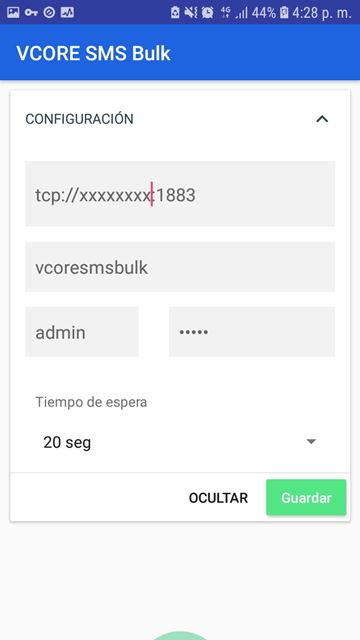 4G 44% 4:28 p. m.
VCORE SMS Bulk
CONFIGURACIÓN
tcp://xxxxxxxx:1883
vcoresmsbulk
admin •••••
Tiempo de espera
20 seg
OCULTAR Guardar